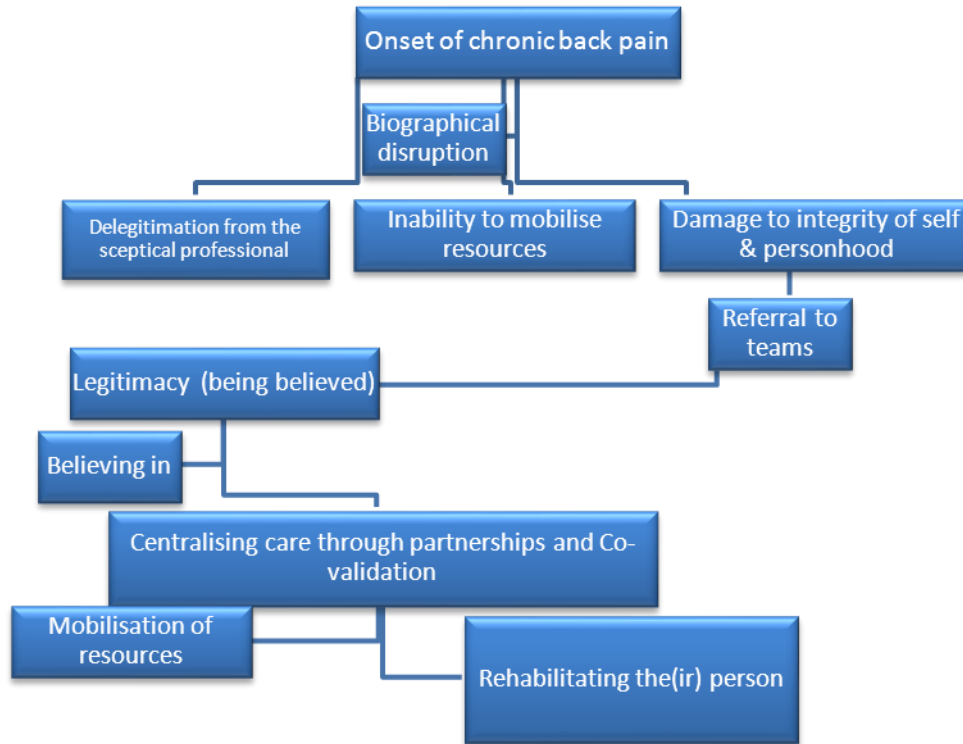 Onset of chronic back pain
Biographical
disruption
Delegitimation from the
sceptical professional
Inability to mobilise
resources
Damage to integrity of self
& personhood
Referral to
teams
Legitimacy (being believed)
Believing in
Centralising care through partnerships and Co-
validation
Mobilisation of
resources
Rehabilitating the(ir) person